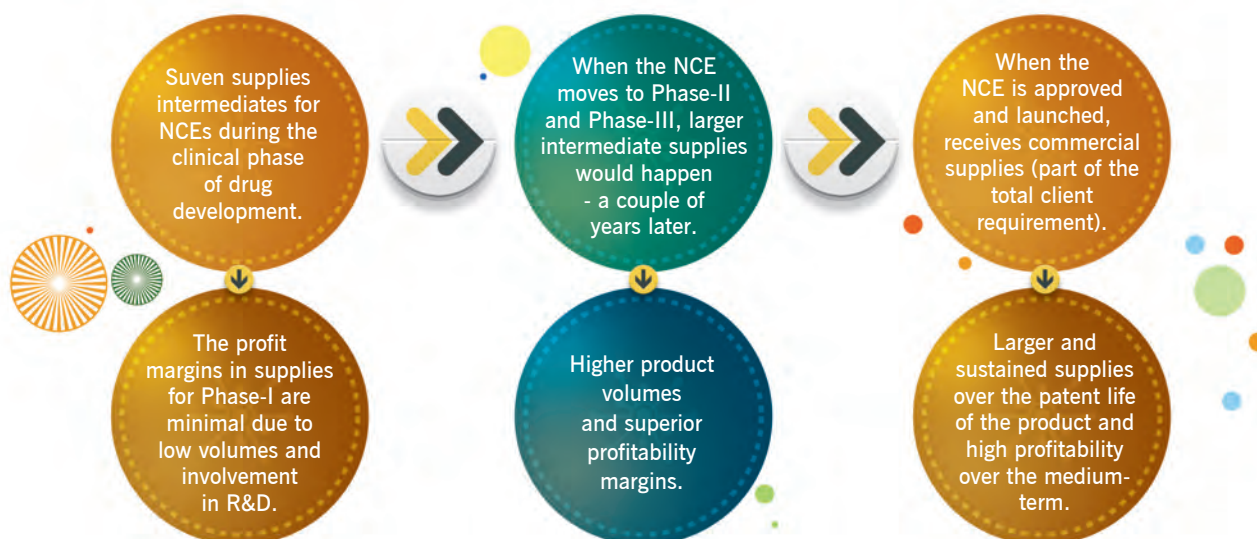 Suven supplies
intermediates for
NCEs during the
clinical phase
of drug
development.
When the NCE
moves to Phase-II
and Phase-III, larger
intermediate supplies
would happen
- a couple of
years later.
When the
NCE is approved
and launched,
receives commercial
supplies (part of the
total client
requirement).
The profit
margins in supplies
for Phase-I are
minimal due to
low volumes and
involvement
in R&D.
Higher product
volumes
and superior
profitability
margins.
Larger and
sustained supplies
over the patent life
of the product and
high profitability
over the medium-
term.